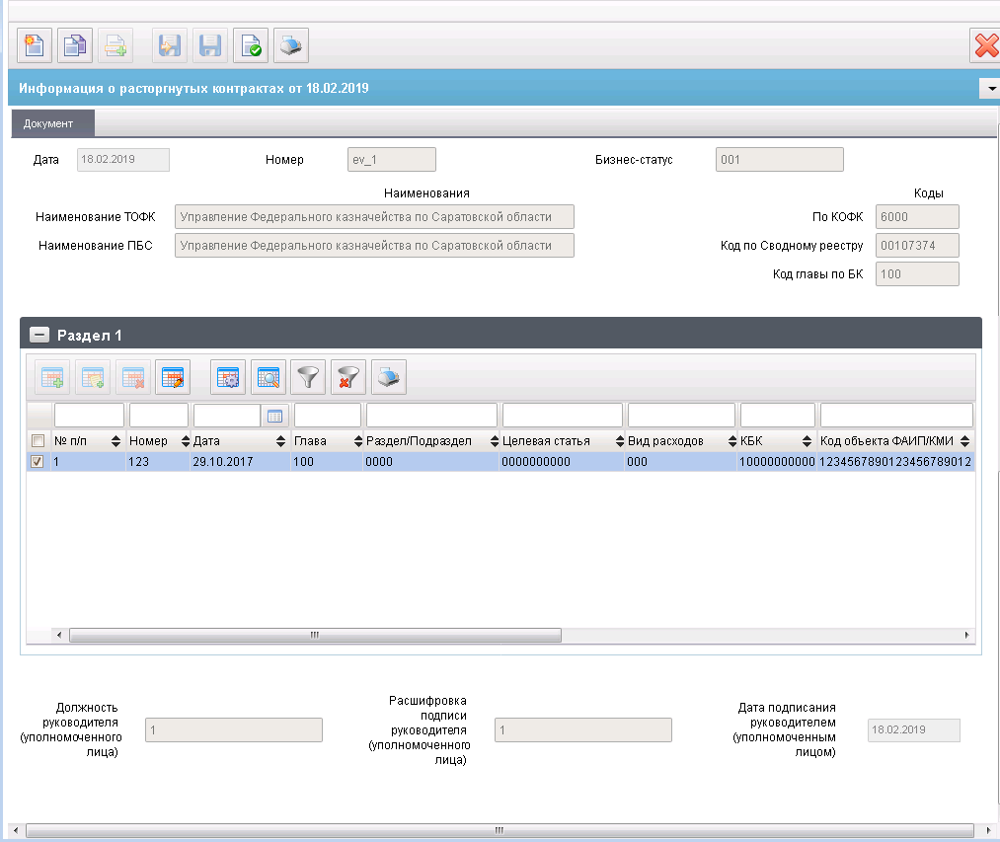 Информация о расторгнутых контрактах от 18.02.2019
Документ
Дата 18.02.2019 Номер ev_1 Бизнес-статус 001
Наименования Коды
Наименование ТОФК Управление Федерального казначейства по Саратовской области По КОФК 6000
Наименование ПБС Управление Федерального казначейства по Саратовской области Код по Сводному реестру 00107374
Код главы по БК 100
Раздел 1
№ п/п Номер Дата Глава Раздел/Подраздел Целевая статья Вид расходов КБК Код объекта ФАИП/КМИ
1 123 29.10.2017 100 0000 0000000000 000 10000000000 1234567890123456789012
Должность
руководителя
(уполномоченного
лица)
1
Расшифровка
подписи
руководителя
(уполномоченного
лица)
1
Дата подписания
руководителем
(уполномоченным
лицом)
18.02.2019